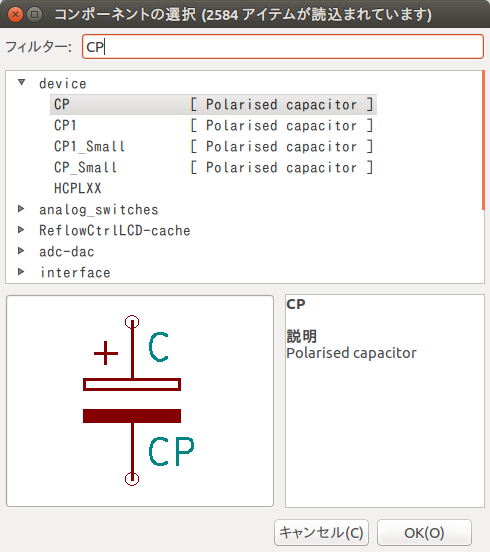 コンポーネントの選択 (2584 アイテムが読込まれています)
フィルター: CP
device
CP [ Polarised capacitor ]
CP1 [ Polarised capacitor ]
CP1_Small [ Polarised capacitor ]
CP_Small [ Polarised capacitor ]
HCPLXX
analog_switches
ReflowCtrlLCD-cache
adc-dac
interface
+ C
CP
CP
説明
Polarised capacitor
キャンセル(C) OK(O)